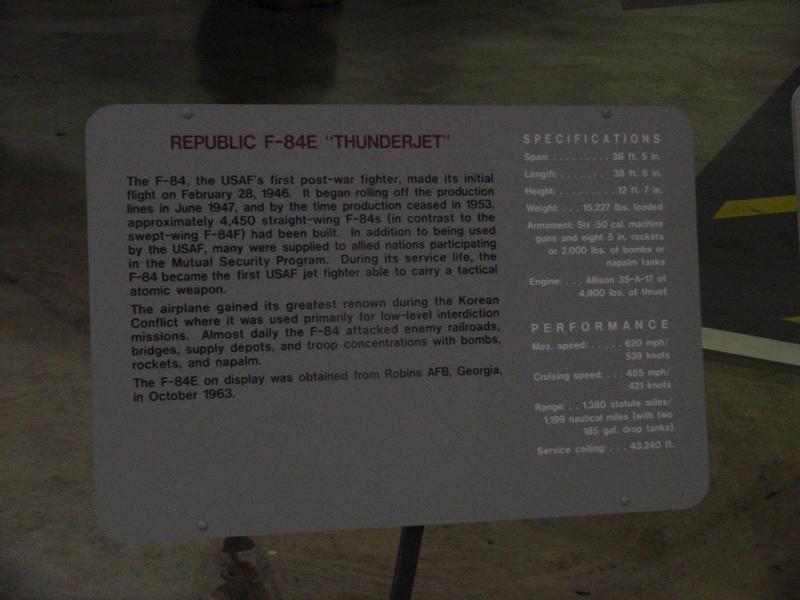 REPUBLIC F-84E "THUNDERJET"
The F-84, the USAF's first post-war fighter, made its initial
flight on February 28, 1946. It began rolling off the production
lines in June 1947, and by the time production ceased in 1953,
approximately 4,450 straight-wing F-84s (in contrast to the
swept-wing F-84F) had been built. In addition to being used
by the USAF, many were supplied to allied nations participating
in the Mutual Security Program. During its service life, the
F-84 became the first USAF jet fighter able to carry a tactical
atomic weapon.
The airplane gained its greatest renown during the Korean
Conflict where it was used primarily for low-level interdiction
missions. Almost daily the F-84 attacked enemy railroads,
bridges, supply depots, and troop concentrations with bombs,
rockets, and napalm.
The F-84E on display was obtained from Robins AFB, Georgia,
in October 1963.
SPECIFICATIONS
Span: . . . . . . . . . 36 ft. 5 in.
Length: . . . . . . . . 38 ft. 6 in.
Height: . . . . . . . . . 12 ft. 7 in.
Weight: . . . 15,227 lbs. loaded
Armament: Six .50 cal. machine
guns and eight 5 in. rockets
or 2,000 lbs. of bombs or
napalm tanks
Engine: . . . Allison 35-A-17 of
4,900 lbs. of thrust
PERFORMANCE
Max. speed: . . . . . 620 mph/
539 knots
Cruising speed: . . . 485 mph/
421 knots
Range: . . 1,380 statute miles/
1,199 nautical miles (with two
185 gal. drop tanks)
Service ceiling: . . . 43,240 ft.